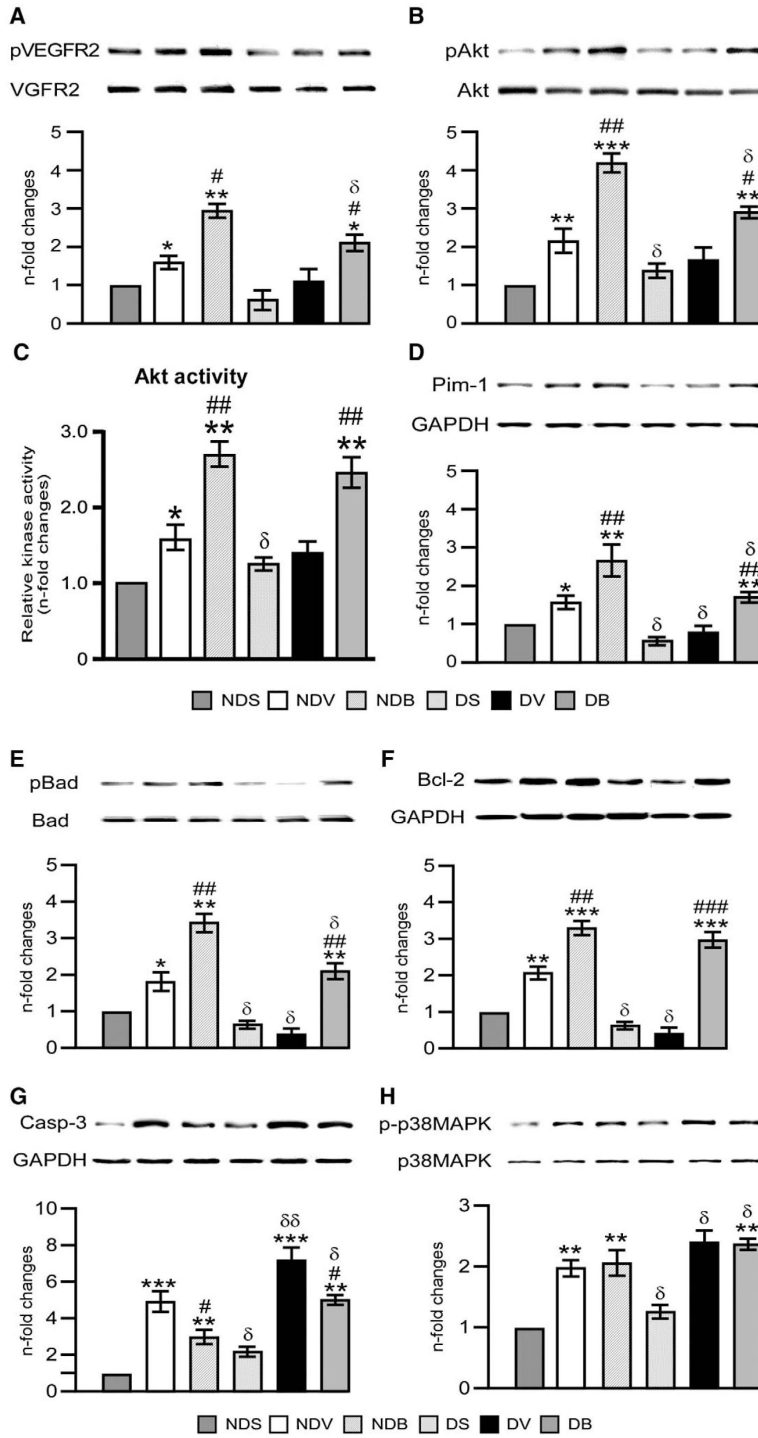 A
pVEGFR2
VGFR2
n-fold changes
5
4
3
2
1
0
*
#
**
δ
#
*
B
pAkt
Akt
n-fold changes
5
4
3
2
1
0
**
##
***
δ
δ
#
**
C
Akt activity
Relative kinase activity
(n-fold changes)
3.0
2.0
1.0
0
*
##
**
δ
##
**
D
Pim-1
GAPDH
n-fold changes
5
4
3
2
1
0
*
##
**
δ
δ
δ
##
**
NDS NDV NDB DS DV DB
E
pBad
Bad
n-fold changes
5
4
3
2
1
0
*
##
**
δ
δ
δ
##
**
F
Bcl-2
GAPDH
n-fold changes
5
4
3
2
1
0
**
##
***
δ
δ
###
***
G
Casp-3
GAPDH
n-fold changes
10
8
6
4
2
0
***
#
**
δ
δδ
***
δ
#
**
H
p-p38MAPK
p38MAPK
n-fold changes
3
2
1
0
**
**
δ
δ
δ
**
NDS NDV NDB DS DV DB